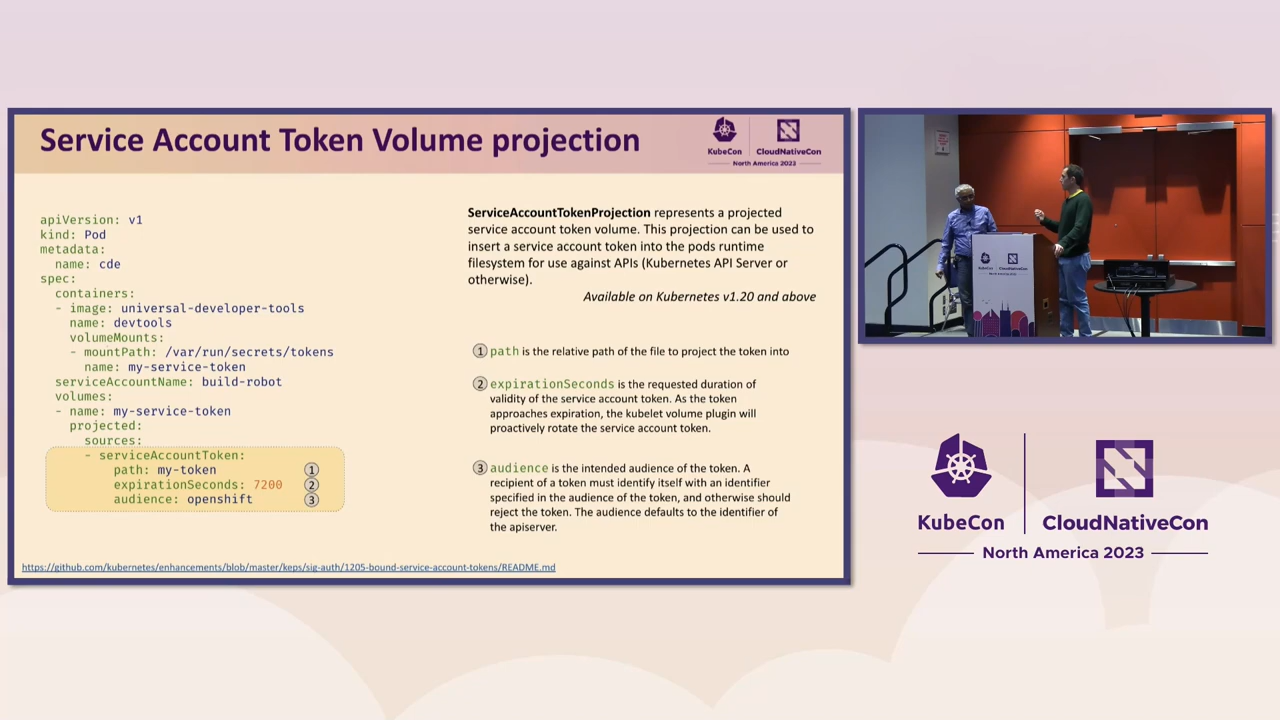 Service Account Token Volume projection
KubeCon
CloudNativeCon
North America 2023
apiVersion: v1
kind: Pod
metadata:
name: cde
spec:
containers:
- image: universal-developer-tools
name: devtools
volumeMounts:
- mountPath: /var/run/secrets/tokens
name: my-service-token
serviceAccountName: build-robot
volumes:
- name: my-service-token
projected:
sources:
- serviceAccountToken:
path: my-token 1
expirationSeconds: 7200 2
audience: openshift 3
ServiceAccountTokenProjection represents a projected
service account token volume. This projection can be used to
insert a service account token into the pods runtime
filesystem for use against APIs (Kubernetes API Server or
otherwise).
Available on Kubernetes v1.20 and above
1 path is the relative path of the file to project the token into
2 expirationSeconds is the requested duration of
validity of the service account token. As the token
approaches expiration, the kubelet volume plugin will
proactively rotate the service account token.
3 audience is the intended audience of the token. A
recipient of a token must identify itself with an identifier
specified in the audience of the token, and otherwise should
reject the token. The audience defaults to the identifier of
the apiserver.
https://github.com/kubernetes/enhancements/blob/master/keps/sig-auth/1205-bound-service-account-tokens/README.md
KubeCon
CloudNativeCon
KubeCon
CloudNativeCon
North America 2023